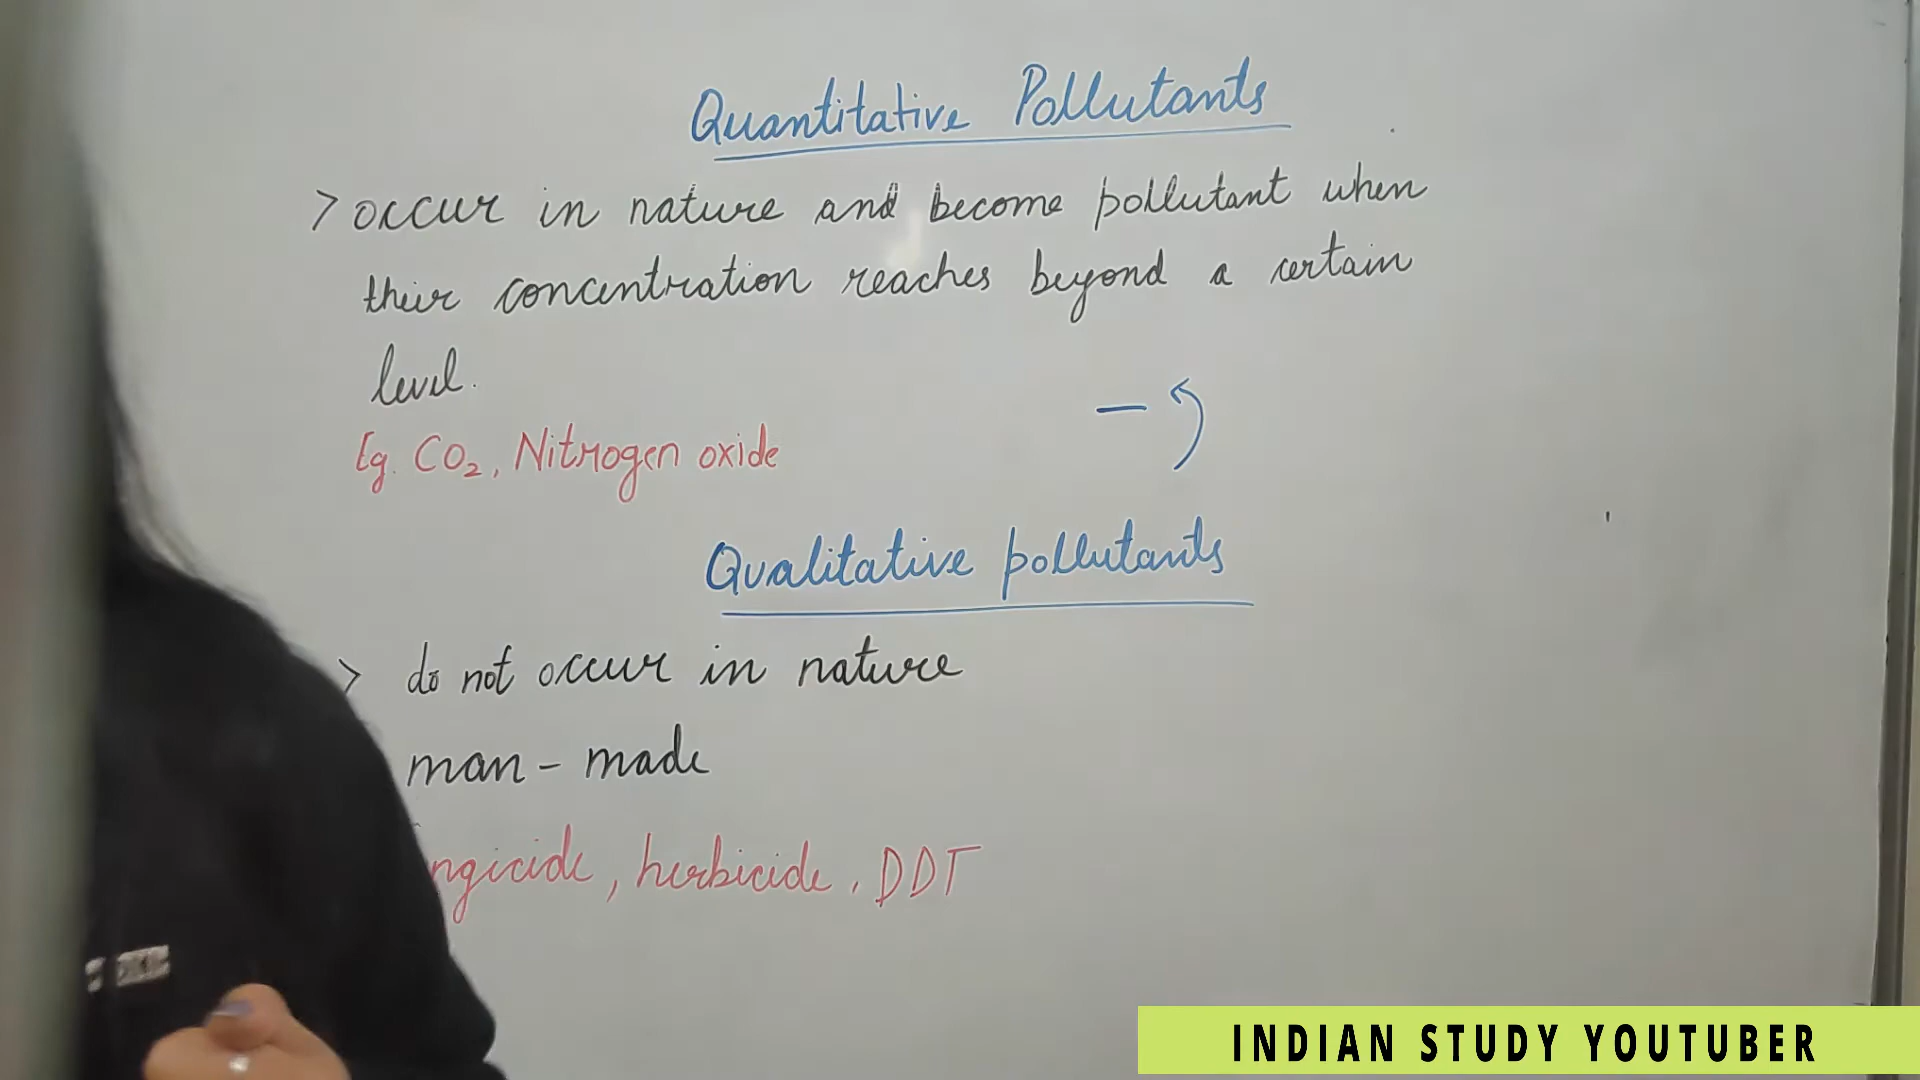 Quantitative Pollutants
> occur in nature and become pollutant when
their concentration reaches beyond a certain
level.
Eg. CO₂, Nitrogen oxide
Qualitative pollutants
> do not occur in nature
man - made
ngicide, herbicide, DDT
INDIAN STUDY YOUTUBER